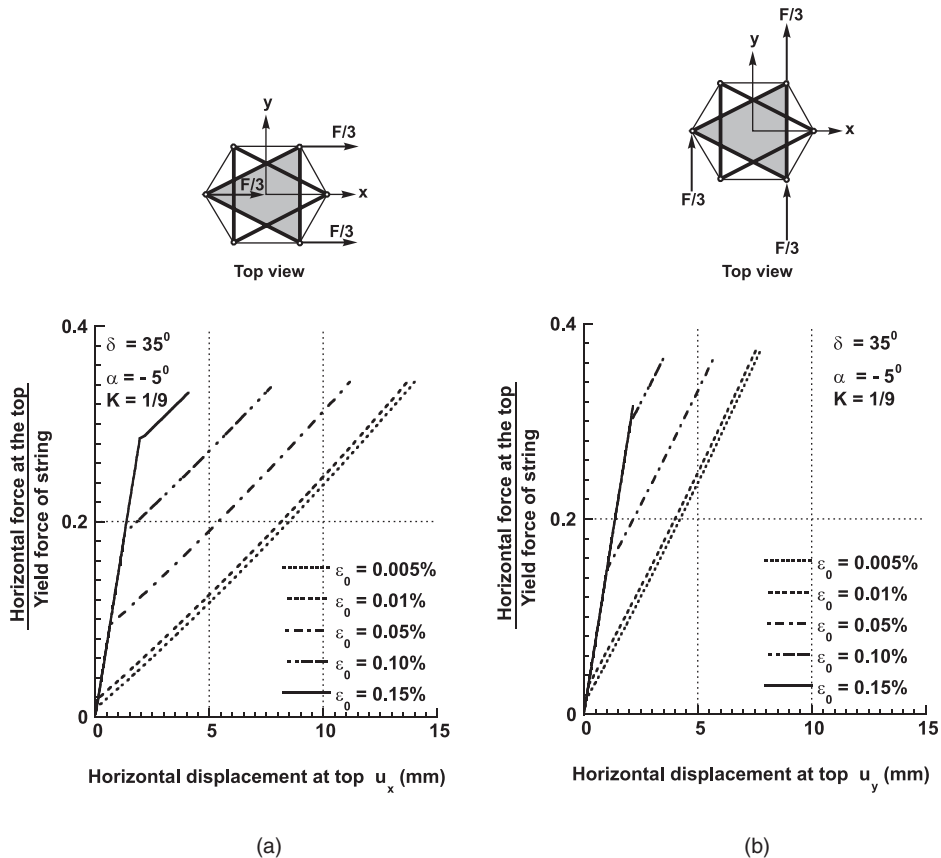 y
F/3
F/3
x
F/3
Top view
0.4
δ = 35⁰
α = - 5⁰
K = 1/9
0.2
Horizontal force at the top
Yield force of string
ε₀ = 0.005%
ε₀ = 0.01%
ε₀ = 0.05%
ε₀ = 0.10%
ε₀ = 0.15%
0
0 5 10 15
Horizontal displacement at top uₓ (mm)
(a)
F/3
y
x
F/3
F/3
Top view
0.4
δ = 35⁰
α = - 5⁰
K = 1/9
0.2
Horizontal force at the top
Yield force of string
ε₀ = 0.005%
ε₀ = 0.01%
ε₀ = 0.05%
ε₀ = 0.10%
ε₀ = 0.15%
0
0 5 10 15
Horizontal displacement at top u_y (mm)
(b)